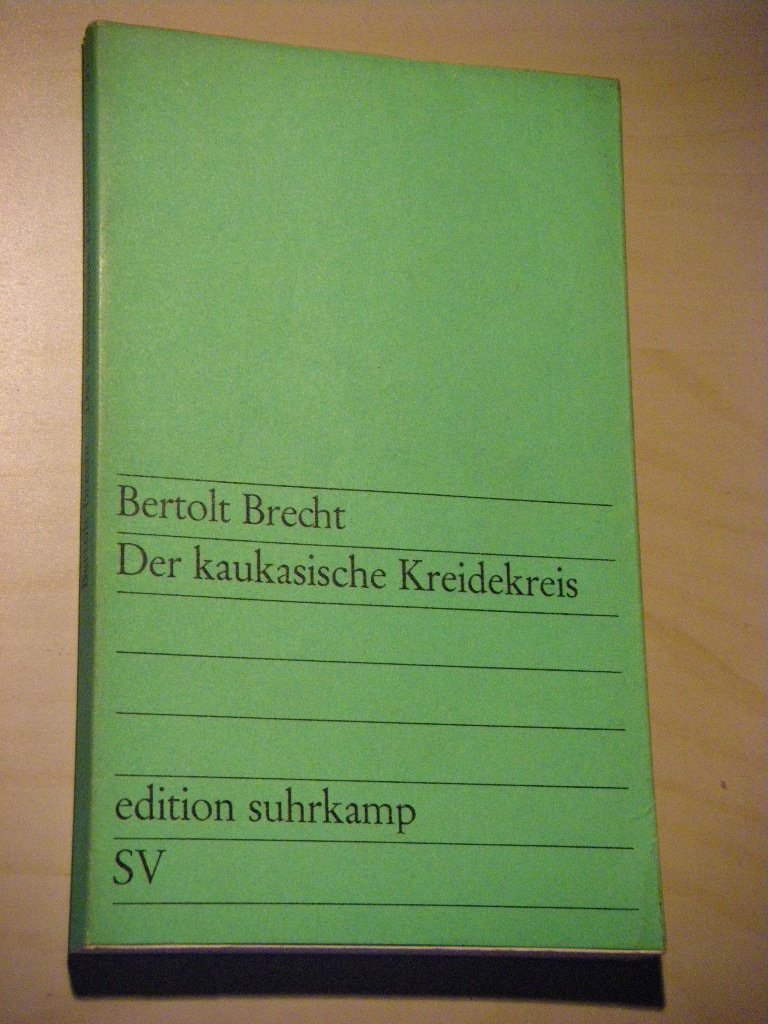 Bertolt Brecht
Der kaukasische Kreidekreis
edition suhrkamp
SV